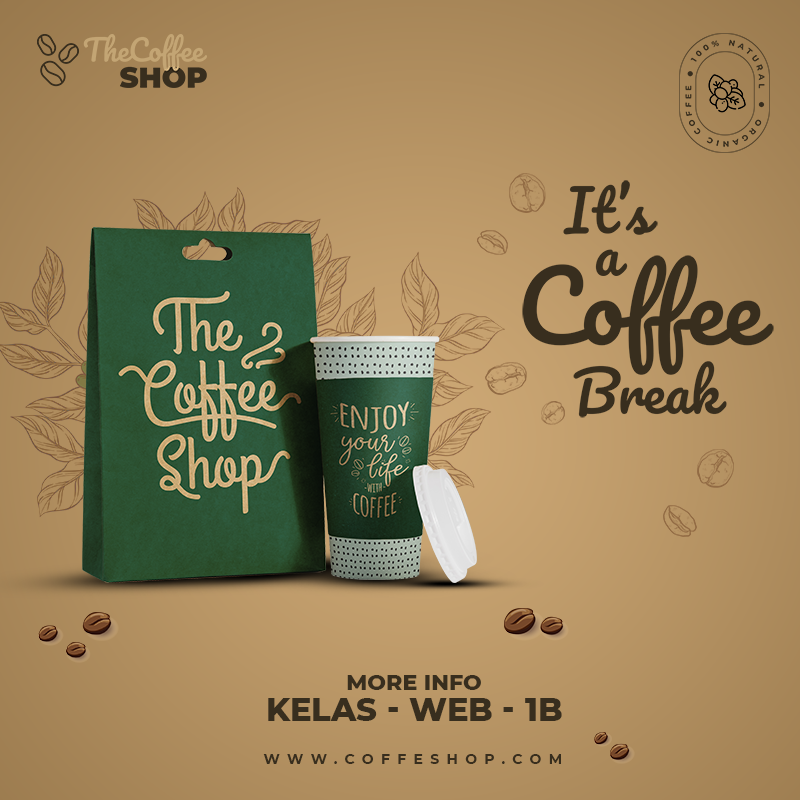 TheCoffee
SHOP
100% NATURAL
ORGANIC COFFEE
It's
a
Coffee
Break
The
Coffee
Shop
ENJOY
your
life
WITH
COFFEE
MORE INFO
KELAS - WEB - 1B
WWW.COFFESHOP.COM